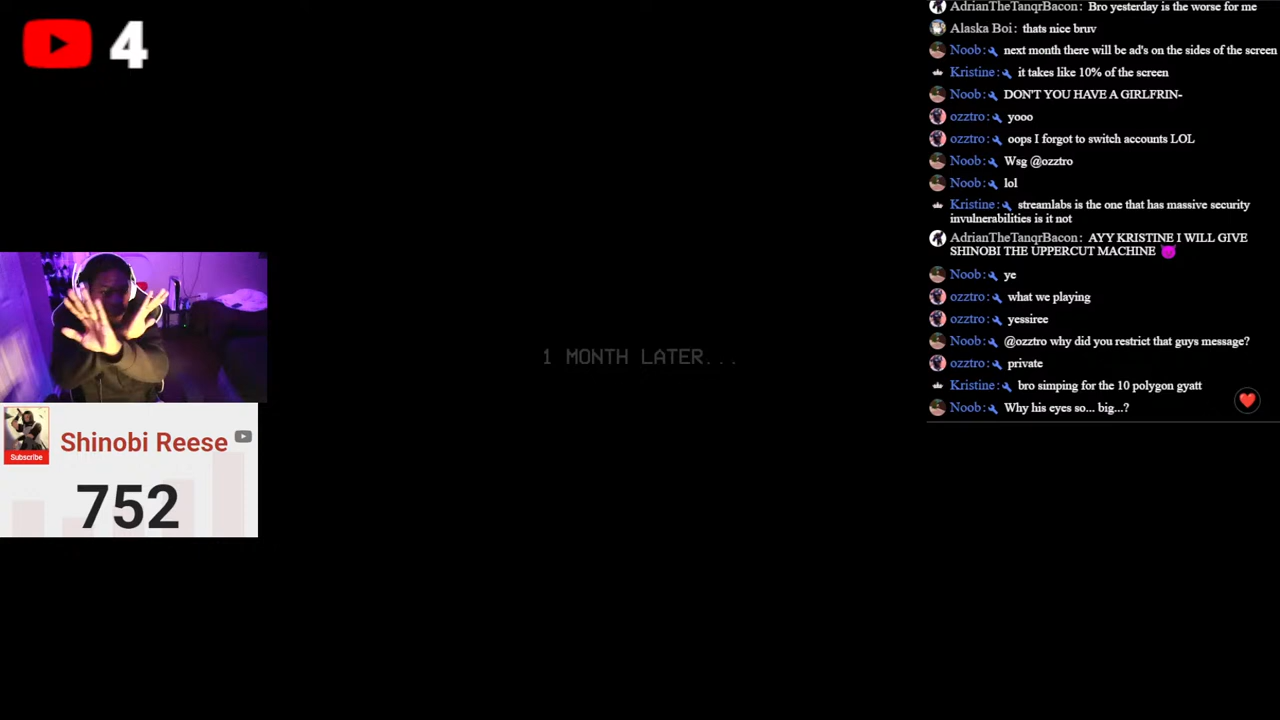 4
AdrianTheTanqrBacon: Bro yesterday is the worse for me
Alaska Boi: thats nice bruv
Noob: next month there will be ad's on the sides of the screen
Kristine: it takes like 10% of the screen
Noob: DON'T YOU HAVE A GIRLFRIN-
ozztro: yooo
ozztro: oops I forgot to switch accounts LOL
Noob: Wsg @ozztro
Noob: lol
Kristine: streamlabs is the one that has massive security
invulnerabilities is it not
AdrianTheTanqrBacon: AYY KRISTINE I WILL GIVE
SHINOBI THE UPPERCUT MACHINE 😈
Noob: ye
ozztro: what we playing
ozztro: yessiree
Noob: @ozztro why did you restrict that guys message?
ozztro: private
Kristine: bro simping for the 10 polygon gyatt
Noob: Why his eyes so... big...?
1 MONTH LATER...
Shinobi Reese
Subscribe
752